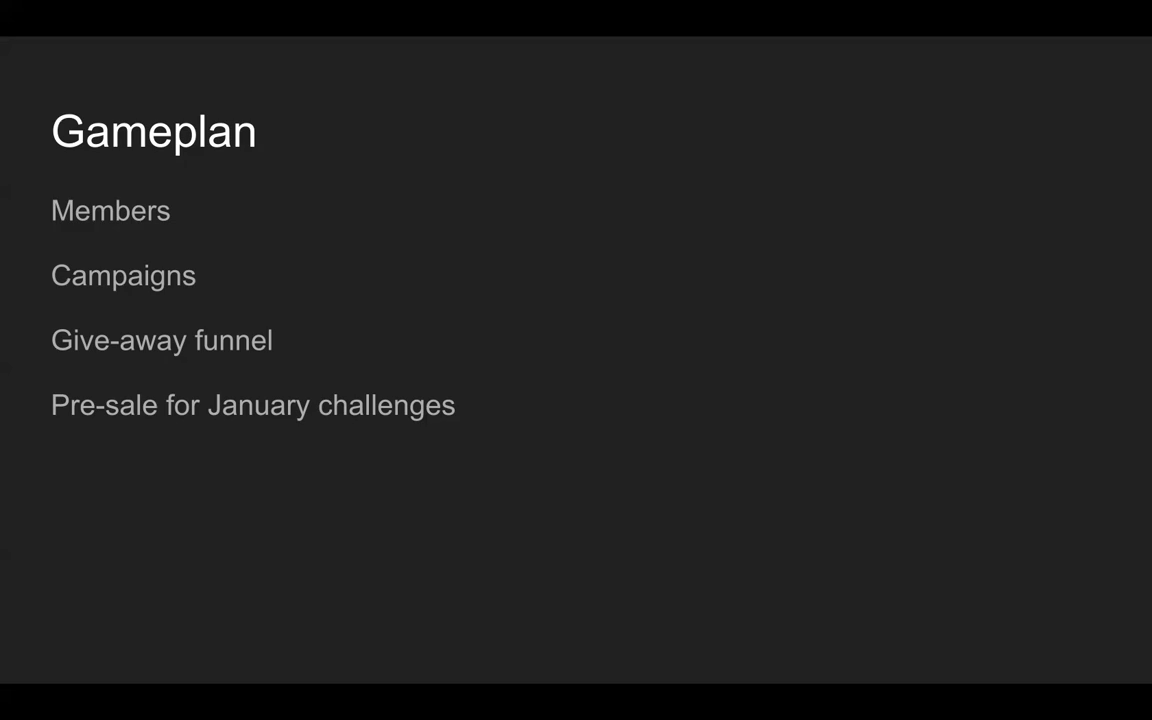 Gameplan
Members
Campaigns
Give-away funnel
Pre-sale for January challenges